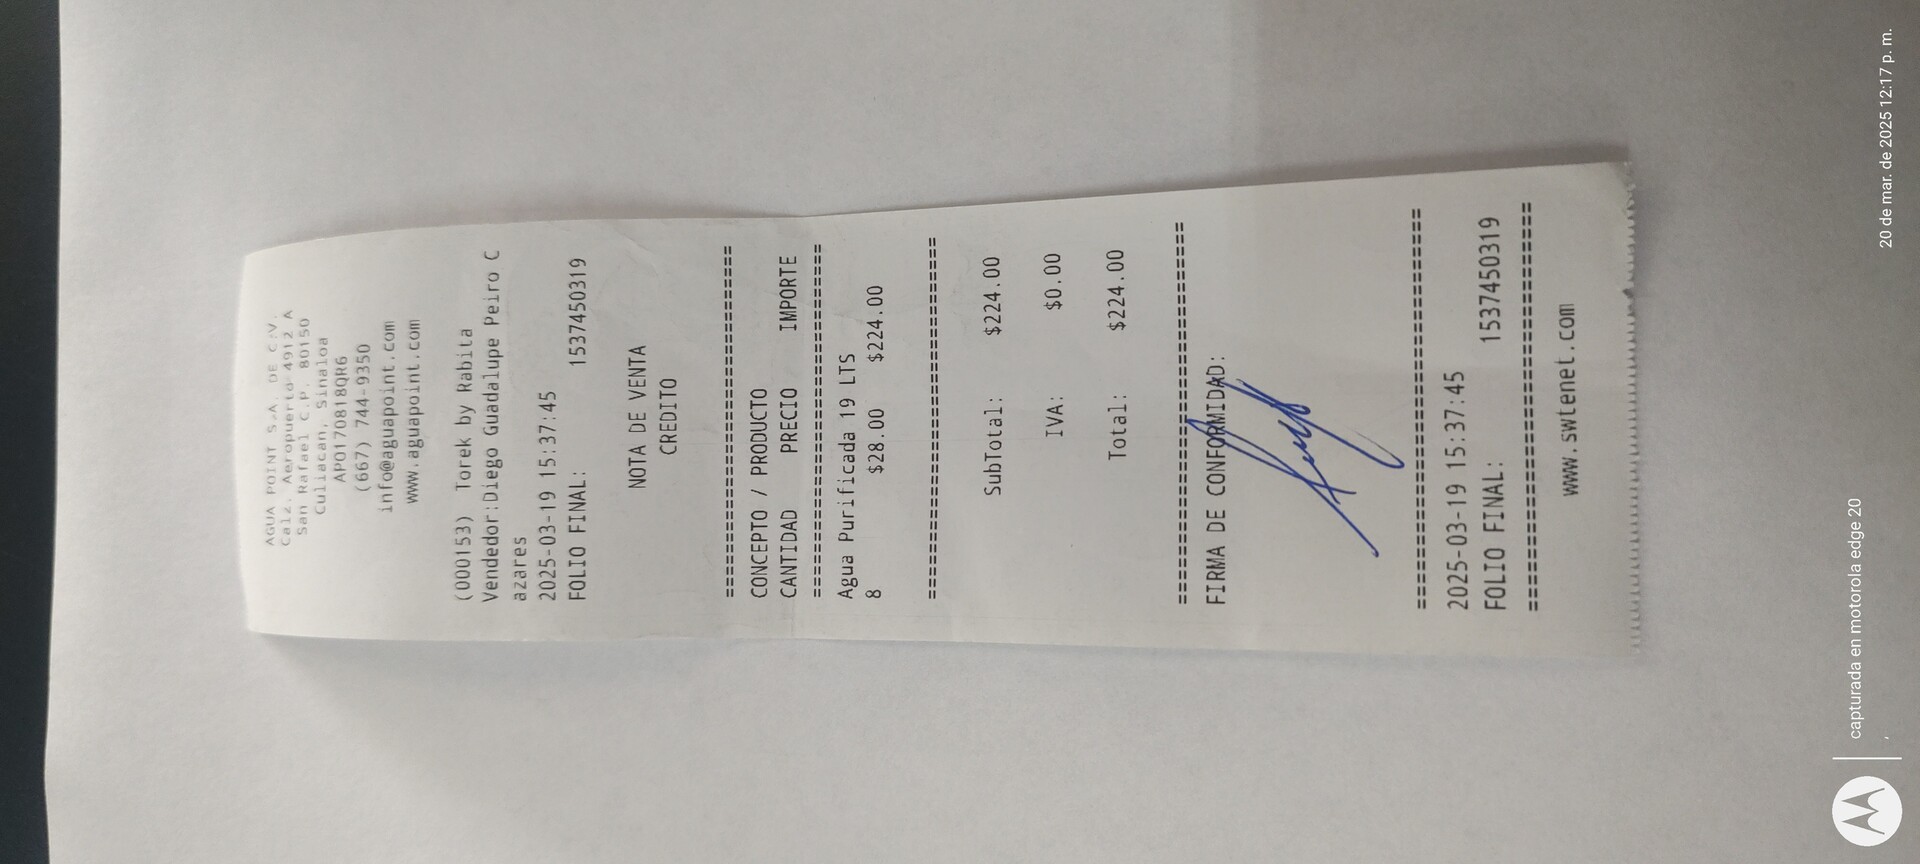 AGUA POINT S.A. DE C.V.
Calz. Aeropuerto 4912 A
San Rafael C.P. 80150
Culiacan, Sinaloa
APO170818QR6
(667) 744-9350
info@aguapoint.com
www.aguapoint.com
(000153) Torek by Rabita
Vendedor:Diego Guadalupe Peiro C
azares
2025-03-19 15:37:45
FOLIO FINAL: 1537450319
NOTA DE VENTA
CREDITO
================================
CONCEPTO / PRODUCTO
CANTIDAD PRECIO IMPORTE
================================
Agua Purificada 19 LTS
8 $28.00 $224.00
================================
SubTotal: $224.00
IVA: $0.00
Total: $224.00
================================
FIRMA DE CONFORMIDAD:
================================
2025-03-19 15:37:45
FOLIO FINAL: 1537450319
================================
www.swtenet.com
capturada en motorola edge 20
,
20 de mar. de 2025 12:17 p. m.